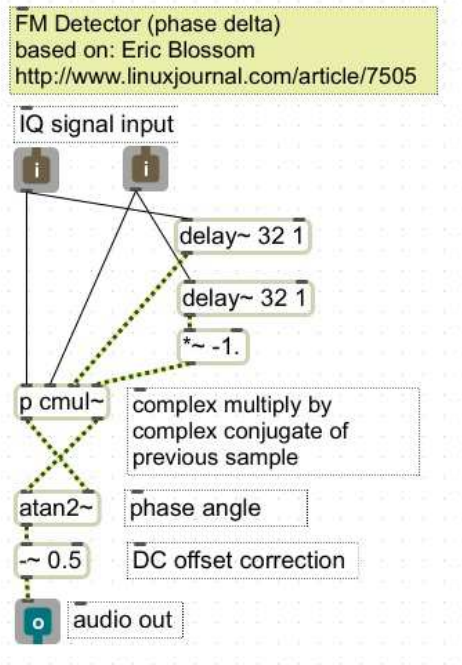 FM Detector (phase delta)
based on: Eric Blossom
http://www.linuxjournal.com/article/7505
IQ signal input
i
i
delay~ 32 1
delay~ 32 1
*~ -1.
p cmul~
complex multiply by
complex conjugate of
previous sample
atan2~
phase angle
-~ 0.5
DC offset correction
o
audio out